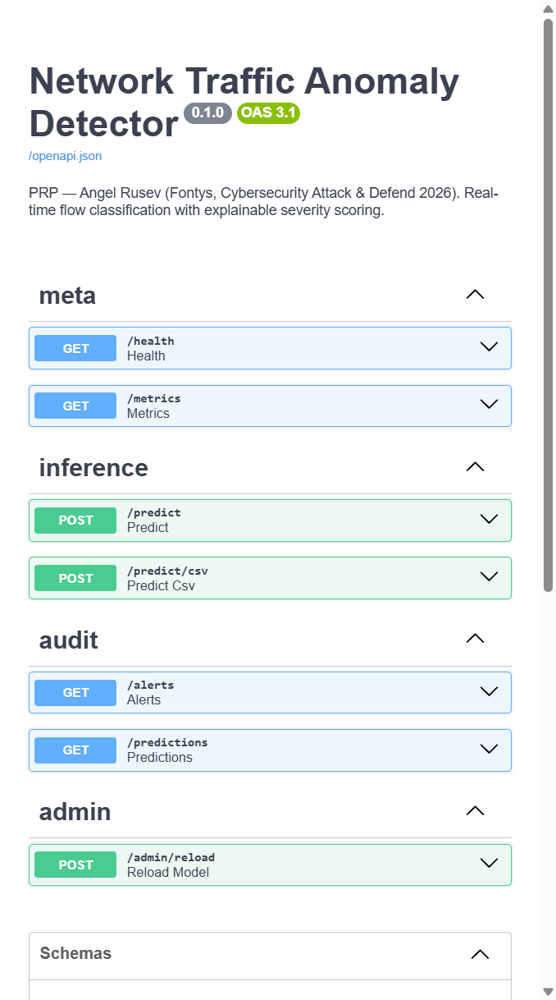 Network Traffic Anomaly
Detector 0.1.0 OAS 3.1
/openapi.json
PRP — Angel Rusev (Fontys, Cybersecurity Attack & Defend 2026). Real-
time flow classification with explainable severity scoring.
meta
GET /health
Health
GET /metrics
Metrics
inference
POST /predict
Predict
POST /predict/csv
Predict Csv
audit
GET /alerts
Alerts
GET /predictions
Predictions
admin
POST /admin/reload
Reload Model
Schemas